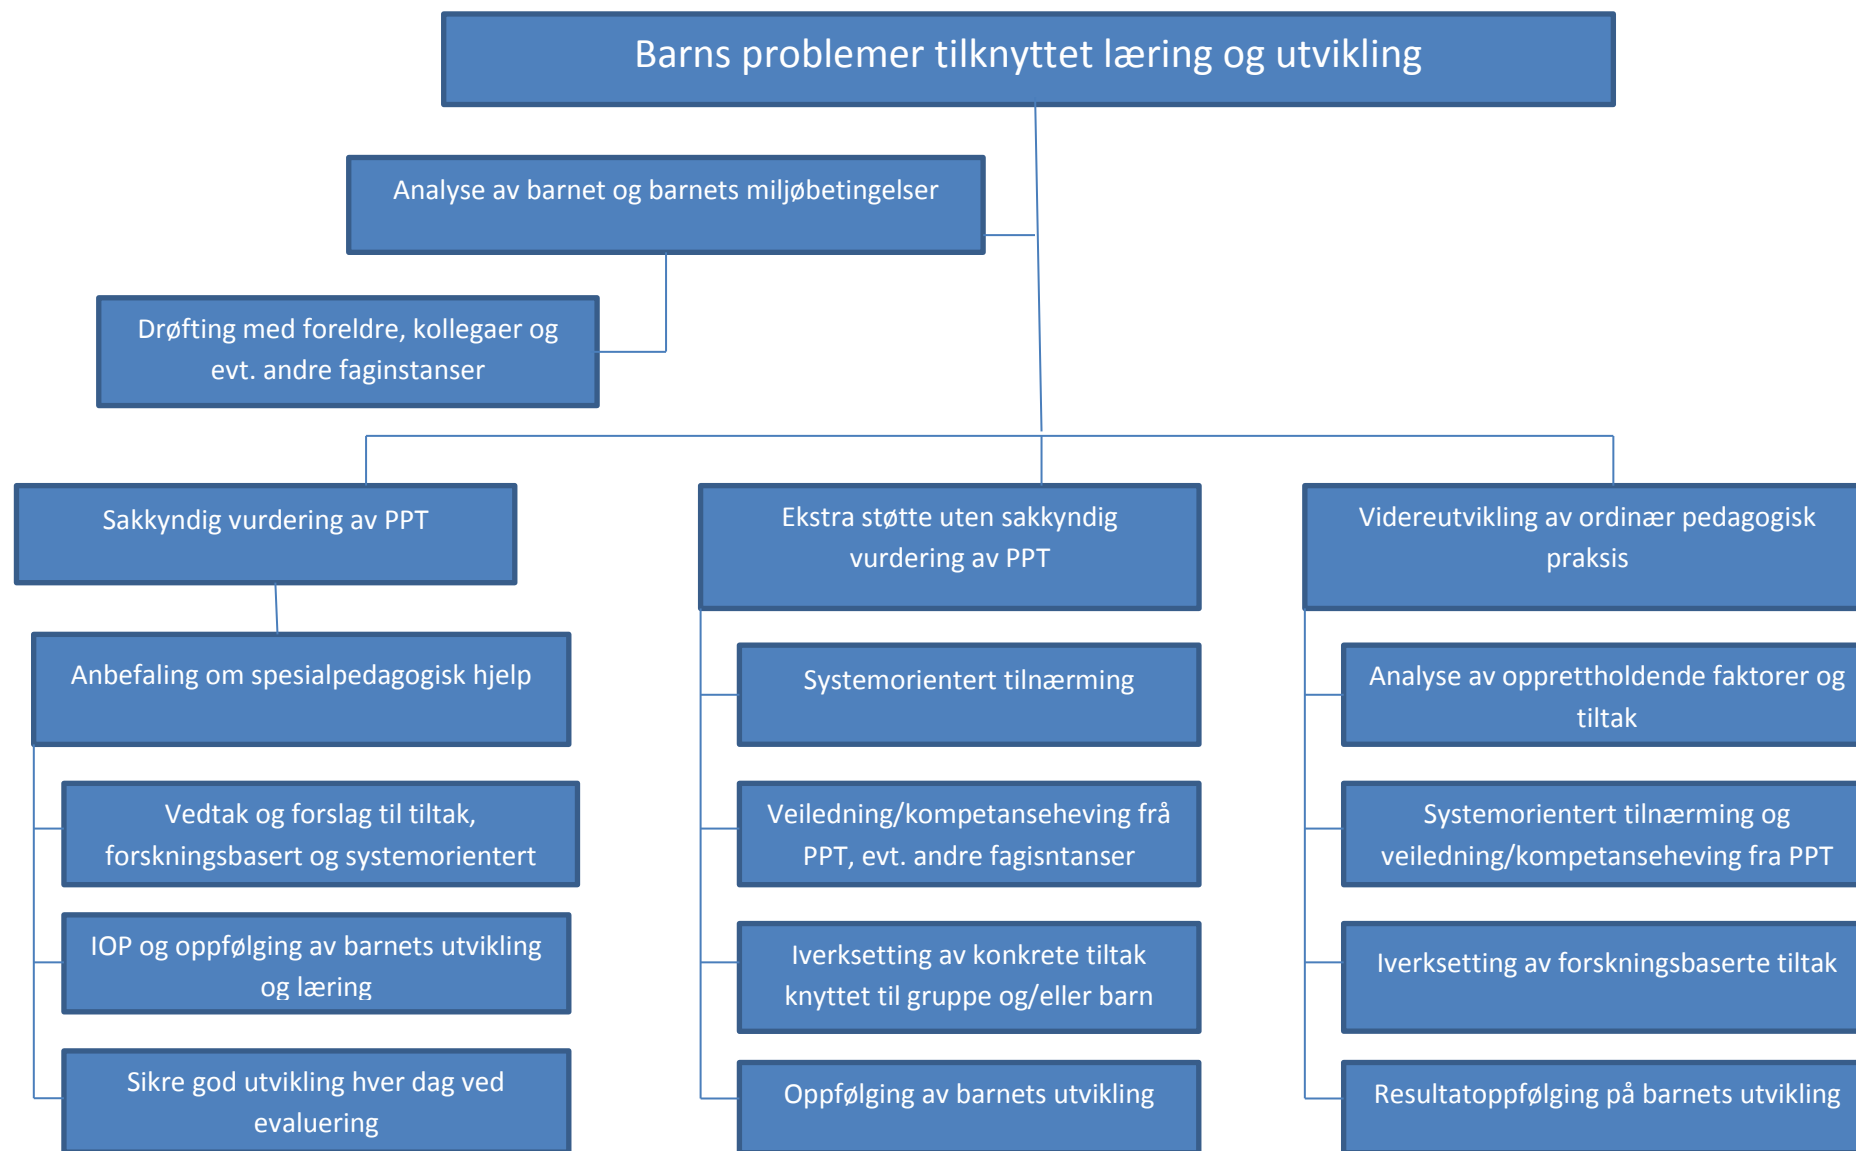 Barns problemer tilknyttet læring og utvikling
Analyse av barnet og barnets miljøbetingelser
Drøfting med foreldre, kollegaer og
evt. andre faginstanser
Sakkyndig vurdering av PPT
Anbefaling om spesialpedagogisk hjelp
Vedtak og forslag til tiltak,
forskningsbasert og systemorientert
IOP og oppfølging av barnets utvikling
og læring
Sikre god utvikling hver dag ved
evaluering
Ekstra støtte uten sakkyndig
vurdering av PPT
Systemorientert tilnærming
Veiledning/kompetanseheving frå
PPT, evt. andre fagisntanser
Iverksetting av konkrete tiltak
knyttet til gruppe og/eller barn
Oppfølging av barnets utvikling
Videreutvikling av ordinær pedagogisk
praksis
Analyse av opprettholdende faktorer og
tiltak
Systemorientert tilnærming og
veiledning/kompetanseheving fra PPT
Iverksetting av forskningsbaserte tiltak
Resultatoppfølging på barnets utvikling